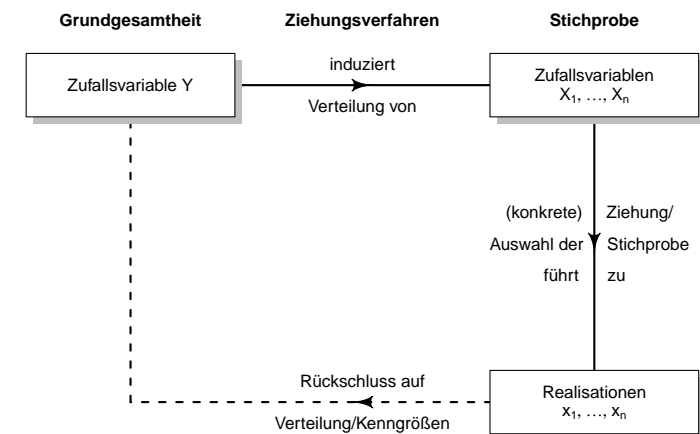 Grundgesamtheit
Ziehungsverfahren
Stichprobe
Zufallsvariable Y
induziert
Verteilung von
Zufallsvariablen
X₁, …, Xₙ
(konkrete) Ziehung/
Auswahl der Stichprobe
führt zu
Rückschluss auf
Verteilung/Kenngrößen
Realisationen
x₁, …, xₙ